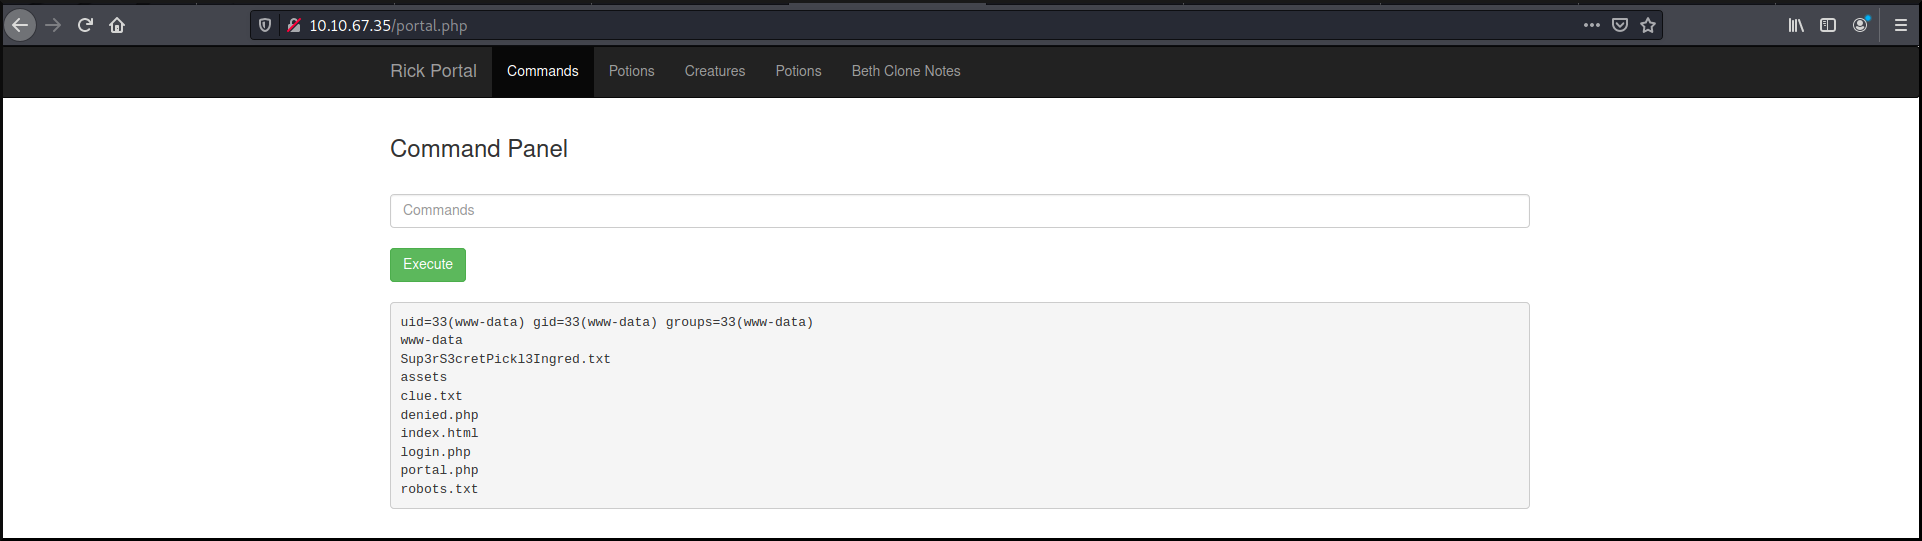 10.10.67.35/portal.php
Rick Portal Commands Potions Creatures Potions Beth Clone Notes
Command Panel
Commands
Execute
uid=33(www-data) gid=33(www-data) groups=33(www-data)
www-data
Sup3rS3cretPickl3Ingred.txt
assets
clue.txt
denied.php
index.html
login.php
portal.php
robots.txt